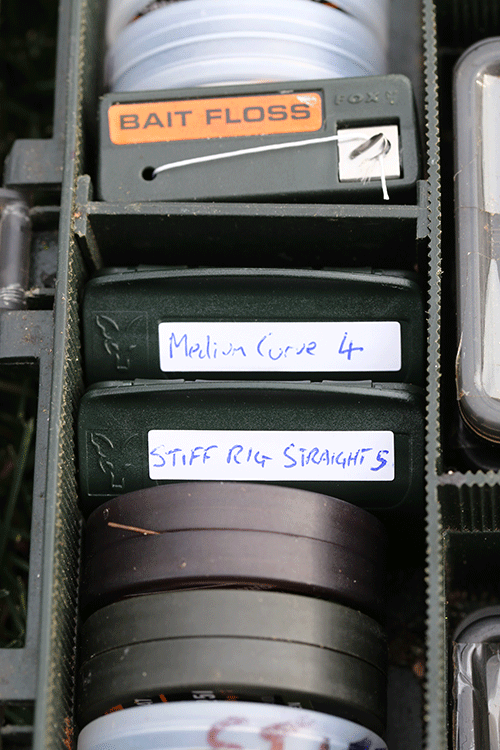 BAIT FLOSS
FOX
Medium Curve 4
STIFF RIG STRAIGHT 5